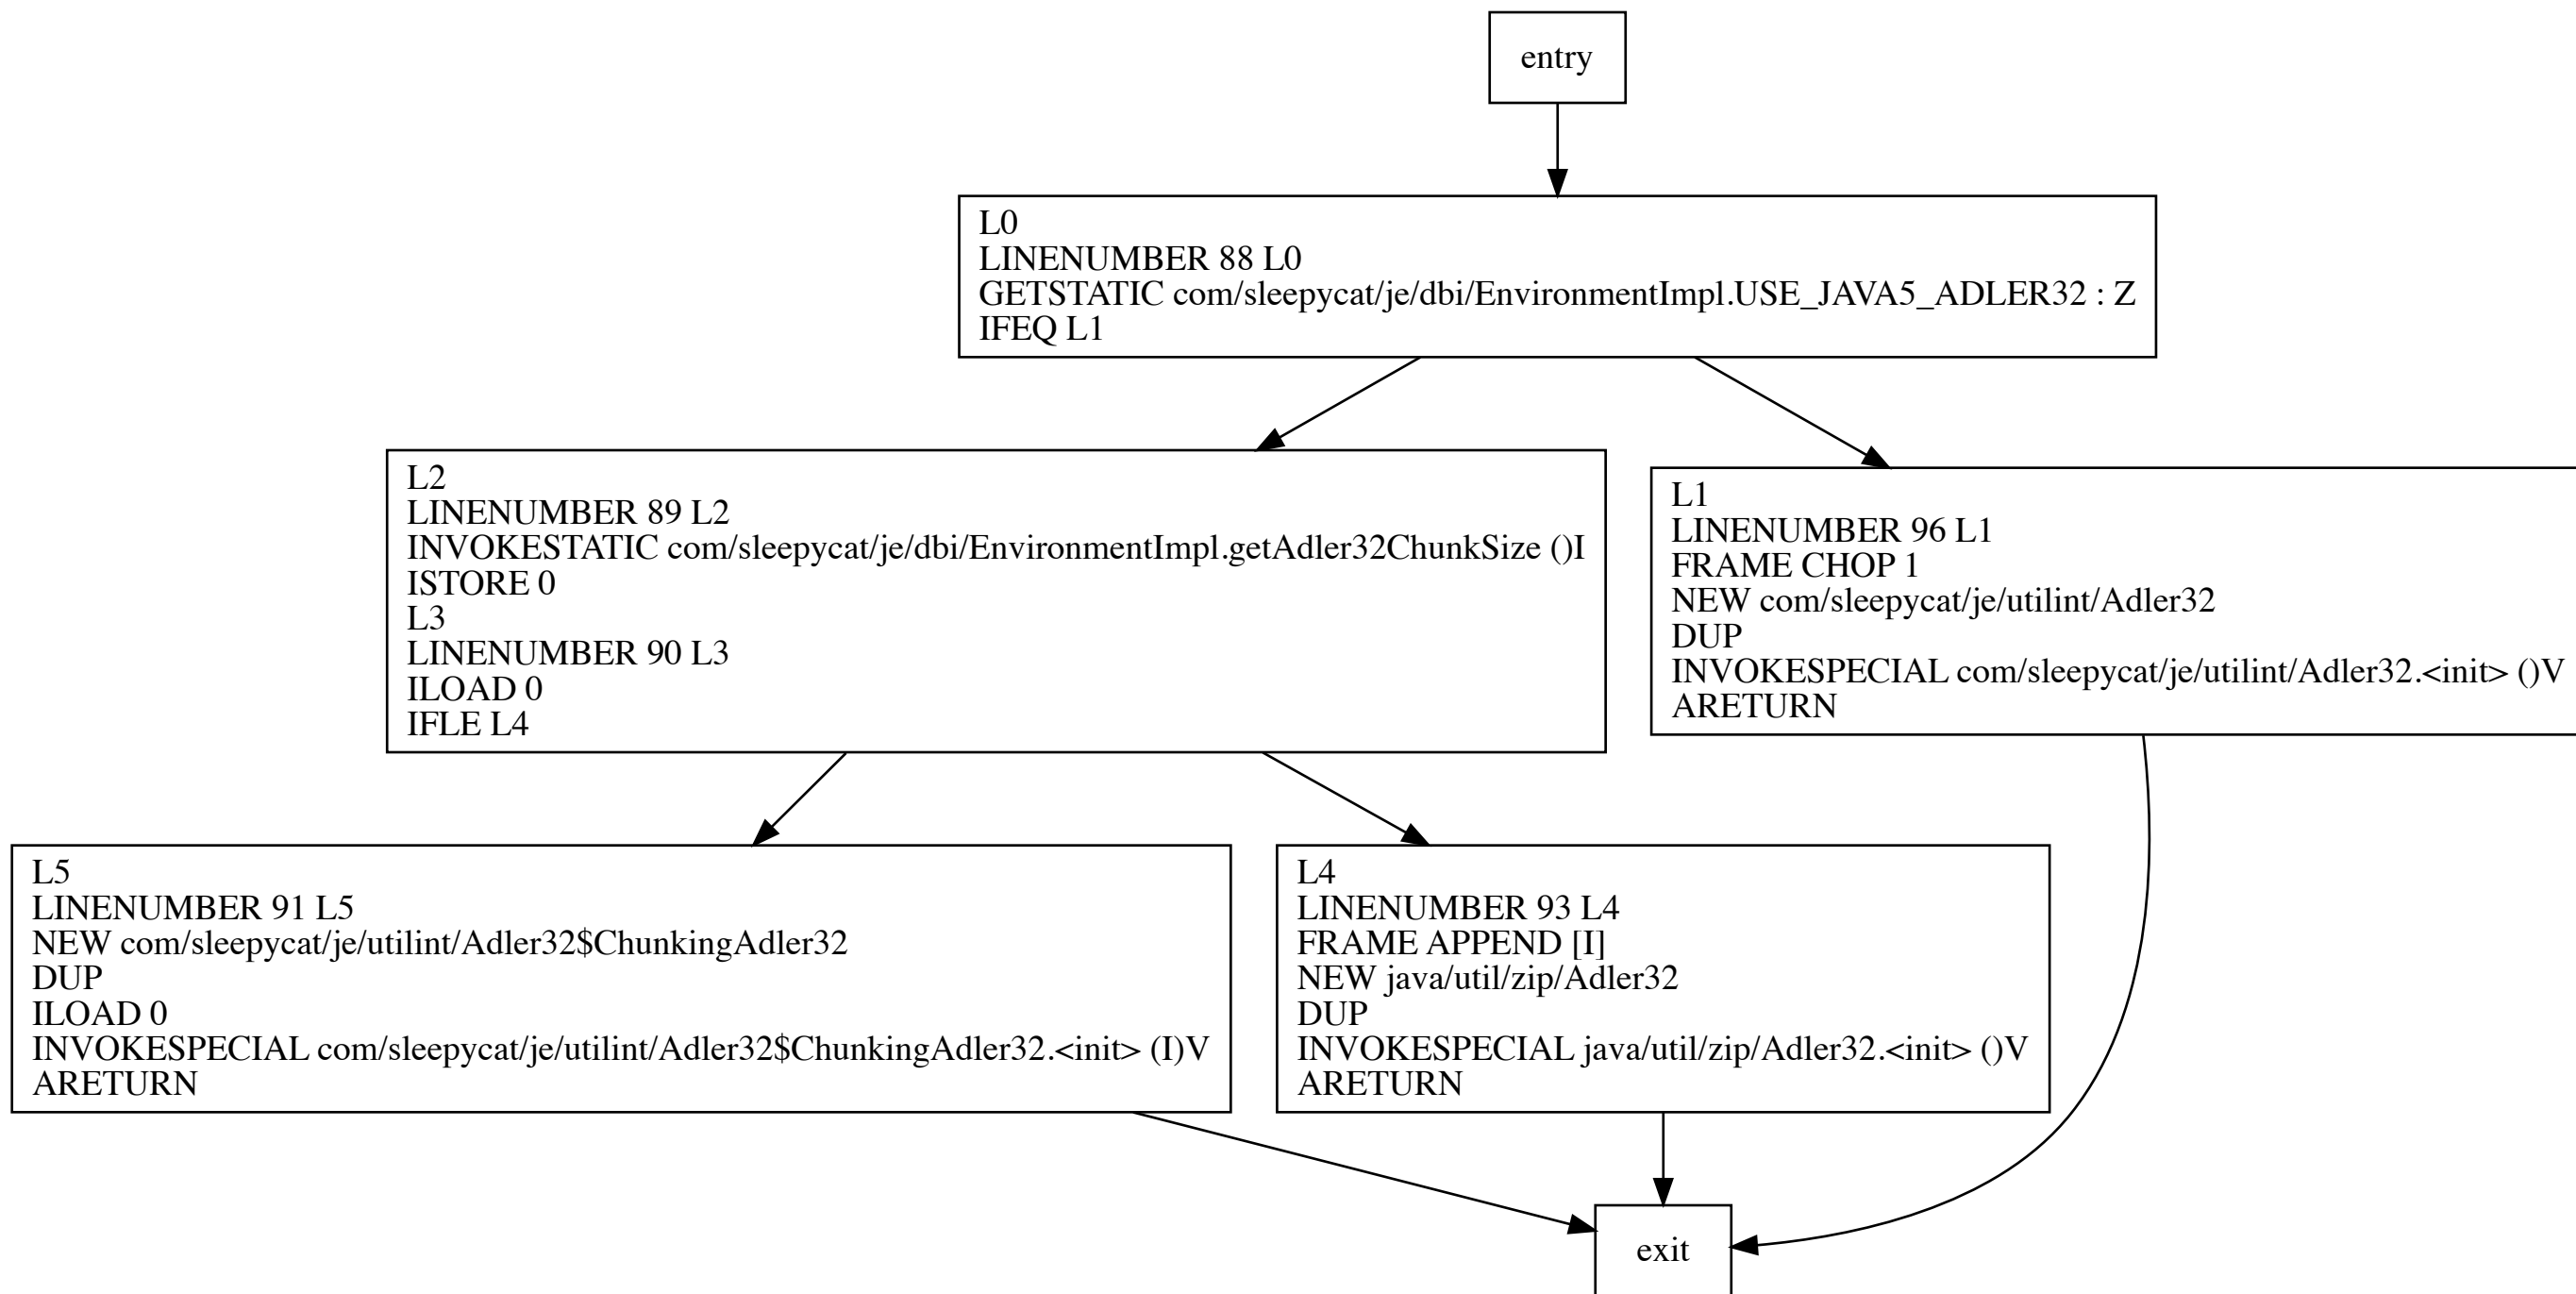 entry
L0
LINENUMBER 88 L0
GETSTATIC com/sleepycat/je/dbi/EnvironmentImpl.USE_JAVA5_ADLER32 : Z
IFEQ L1
L2
LINENUMBER 89 L2
INVOKESTATIC com/sleepycat/je/dbi/EnvironmentImpl.getAdler32ChunkSize ()I
ISTORE 0
L3
LINENUMBER 90 L3
ILOAD 0
IFLE L4
L1
LINENUMBER 96 L1
FRAME CHOP 1
NEW com/sleepycat/je/utilint/Adler32
DUP
INVOKESPECIAL com/sleepycat/je/utilint/Adler32.<init> ()V
ARETURN
L5
LINENUMBER 91 L5
NEW com/sleepycat/je/utilint/Adler32$ChunkingAdler32
DUP
ILOAD 0
INVOKESPECIAL com/sleepycat/je/utilint/Adler32$ChunkingAdler32.<init> (I)V
ARETURN
L4
LINENUMBER 93 L4
FRAME APPEND [I]
NEW java/util/zip/Adler32
DUP
INVOKESPECIAL java/util/zip/Adler32.<init> ()V
ARETURN
exit